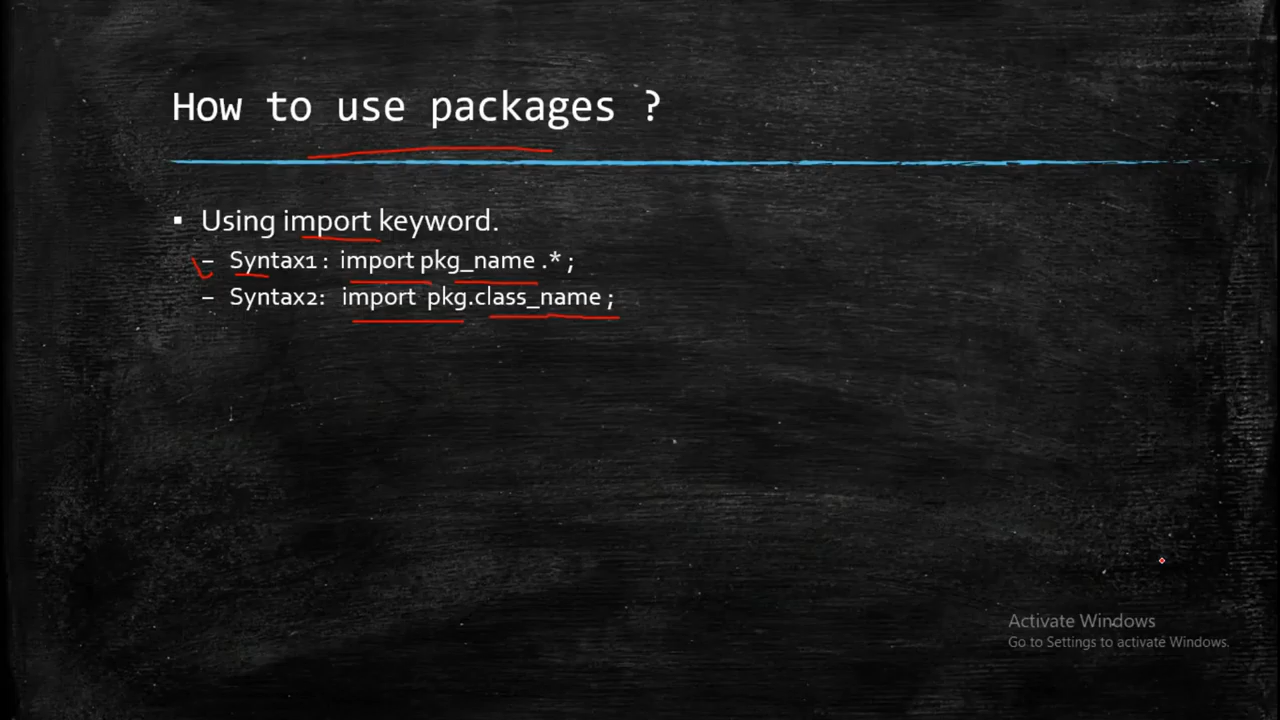 How to use packages ?
▪ Using import keyword.
– Syntax1 : import pkg_name .* ;
– Syntax2: import pkg.class_name ;
Activate Windows
Go to Settings to activate Windows.